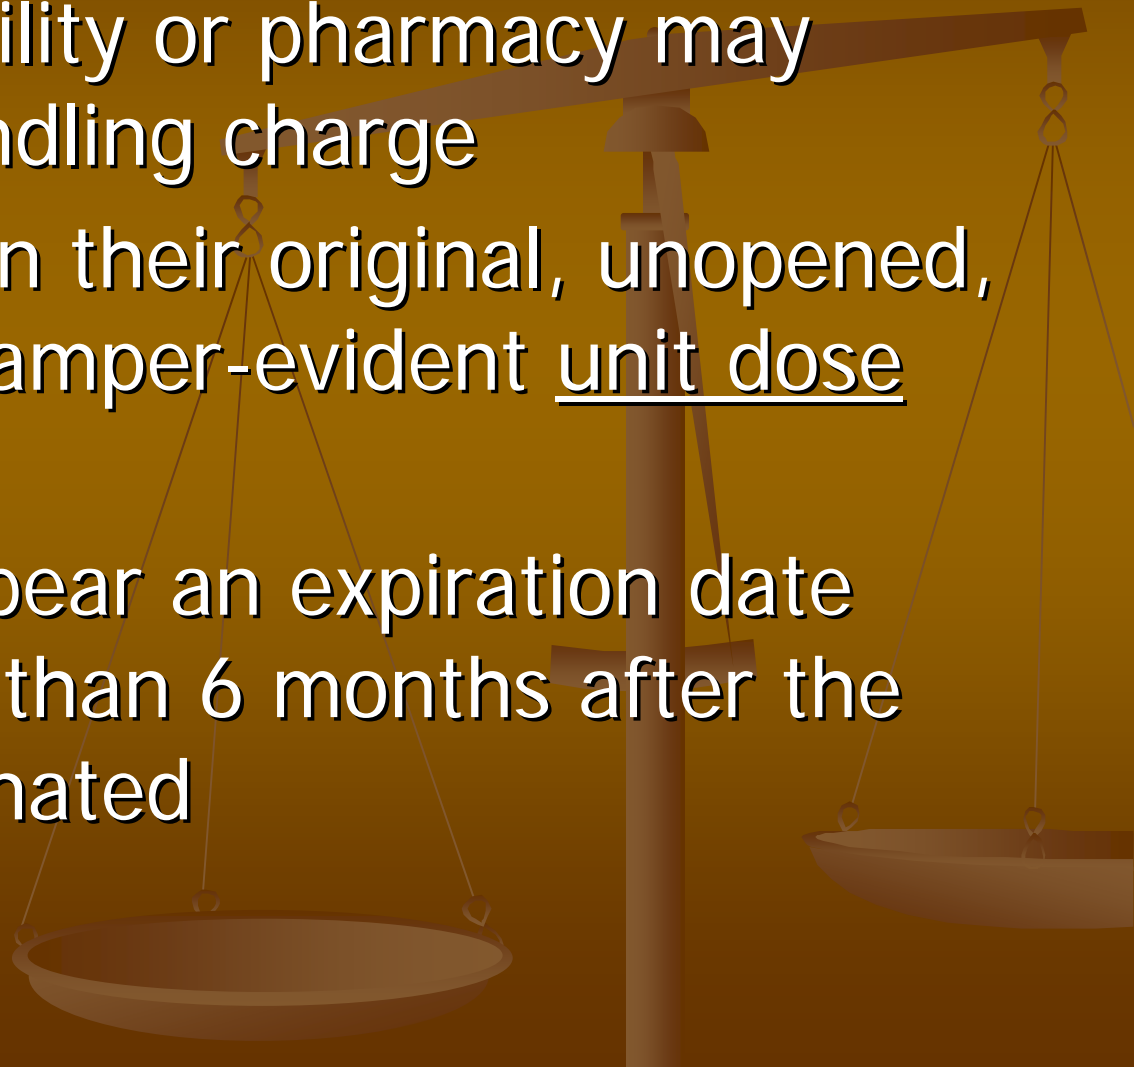 ility or pharmacy may
ndling charge
n their original, unopened,
amper-evident unit dose
bear an expiration date
than 6 months after the
nated